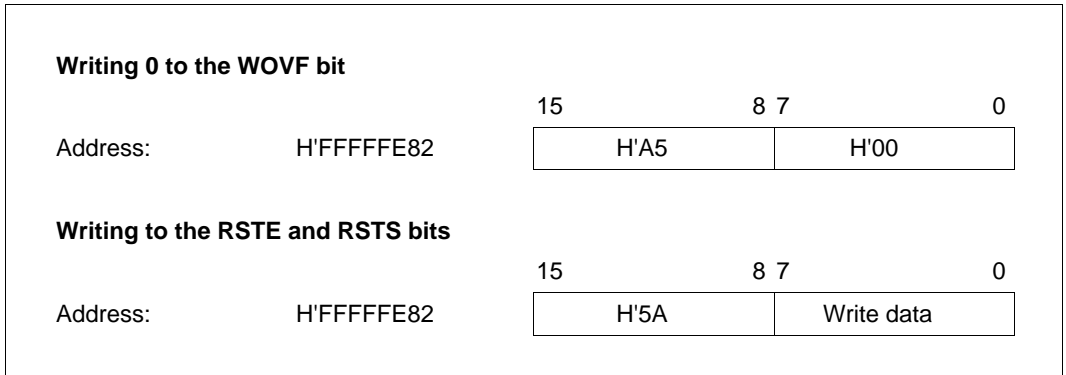 Writing 0 to the WOVF bit
15 8 7 0
Address: H'FFFFFE82 H'A5 H'00
Writing to the RSTE and RSTS bits
15 8 7 0
Address: H'FFFFFE82 H'5A Write data